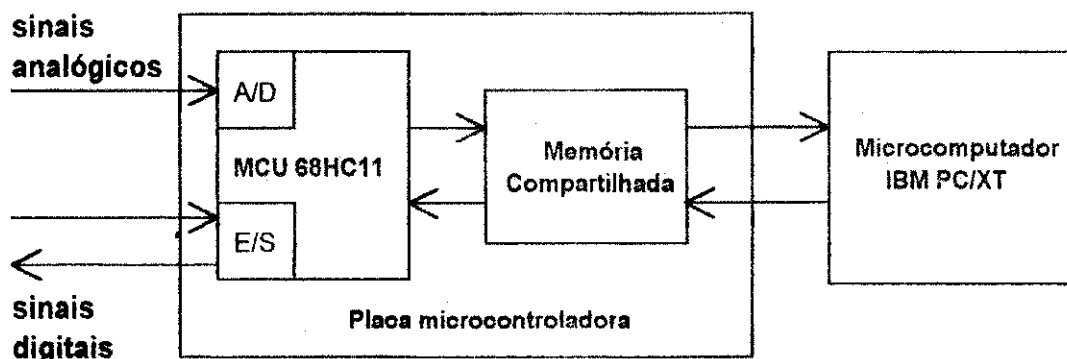 sinais
analógicos
A/D
MCU 68HC11
E/S
Memória
Compartilhada
Microcomputador
IBM PC/XT
sinais
digitais
Placa microcontroladora